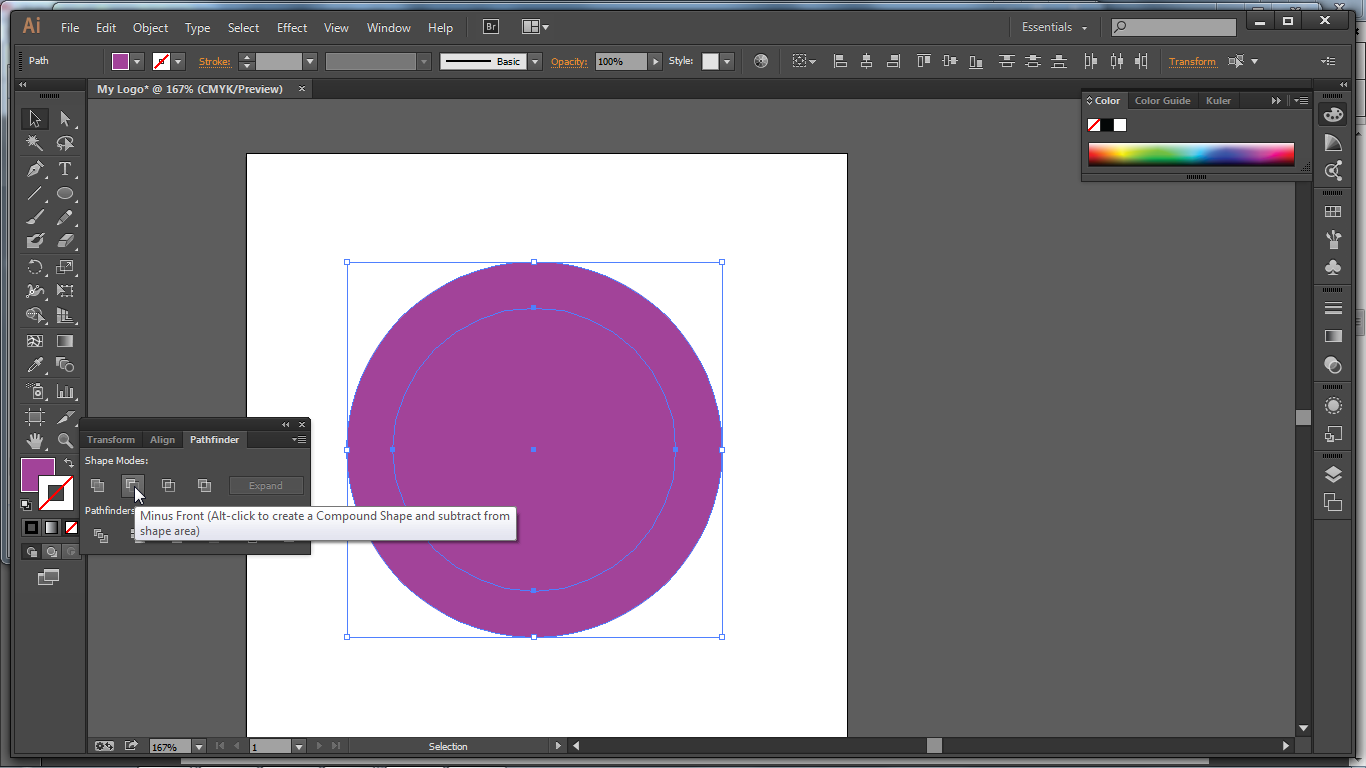 Ai File Edit Object Type Select Effect View Window Help Br Essentials
Path Stroke: Basic Opacity: 100% Style: Transform
My Logo* @ 167% (CMYK/Preview)
Color Color Guide Kuler
Transform Align Pathfinder
Shape Modes:
Expand
Pathfinders
Minus Front (Alt-click to create a Compound Shape and subtract from
shape area)
167% 1 Selection